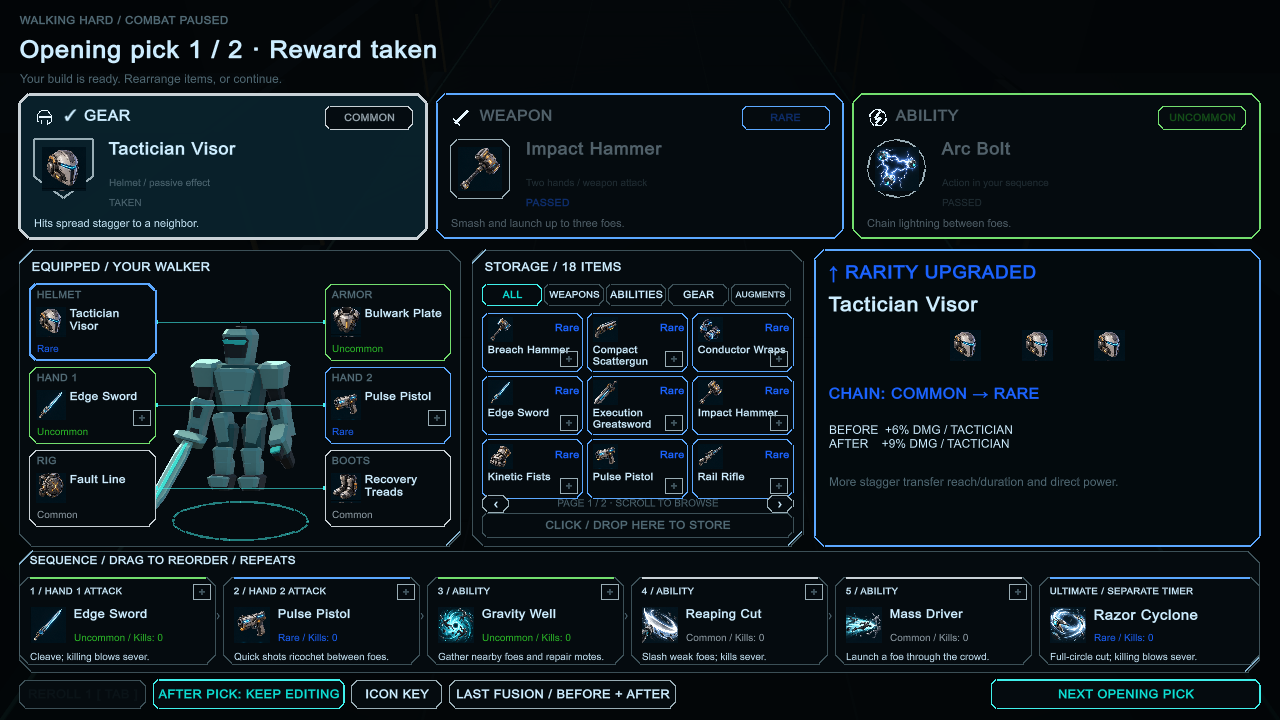 WALKING HARD / COMBAT PAUSED
Opening pick 1 / 2 · Reward taken
Your build is ready. Rearrange items, or continue.
✓ GEAR
COMMON
Tactician Visor
Helmet / passive effect
TAKEN
Hits spread stagger to a neighbor.
WEAPON
RARE
Impact Hammer
Two hands / weapon attack
PASSED
Smash and launch up to three foes.
ABILITY
UNCOMMON
Arc Bolt
Action in your sequence
PASSED
Chain lightning between foes.
EQUIPPED / YOUR WALKER
HELMET
Tactician
Visor
Rare
ARMOR
Bulwark Plate
Uncommon
HAND 1
Edge Sword
+
Uncommon
HAND 2
Pulse Pistol
+
Rare
RIG
Fault Line
Common
BOOTS
Recovery
Treads
Common
STORAGE / 18 ITEMS
ALL
WEAPONS
ABILITIES
GEAR
AUGMENTS
Rare
Breach Hammer
+
Rare
Compact
Scattergun
+
Rare
Conductor Wraps
+
Rare
Edge Sword
+
Rare
Execution
Greatsword
+
Rare
Impact Hammer
+
Rare
Kinetic Fists
+
Rare
Pulse Pistol
+
Rare
Rail Rifle
+
‹
PAGE 1 / 2 · SCROLL TO BROWSE
›
CLICK / DROP HERE TO STORE
↑ RARITY UPGRADED
Tactician Visor
CHAIN: COMMON → RARE
BEFORE +6% DMG / TACTICIAN
AFTER +9% DMG / TACTICIAN
More stagger transfer reach/duration and direct power.
SEQUENCE / DRAG TO REORDER / REPEATS
1 / HAND 1 ATTACK
+
Edge Sword
Uncommon / Kills: 0
Cleave; killing blows sever.
›
2 / HAND 2 ATTACK
+
Pulse Pistol
Rare / Kills: 0
Quick shots ricochet between foes.
›
3 / ABILITY
+
Gravity Well
Uncommon / Kills: 0
Gather nearby foes and repair motes.
›
4 / ABILITY
+
Reaping Cut
Common / Kills: 0
Slash weak foes; kills sever.
›
5 / ABILITY
+
Mass Driver
Common / Kills: 0
Launch a foe through the crowd.
ULTIMATE / SEPARATE TIMER
Razor Cyclone
Rare / Kills: 0
Full-circle cut; killing blows sever.
REROLL 1 [ TAB ]
AFTER PICK: KEEP EDITING
ICON KEY
LAST FUSION / BEFORE + AFTER
NEXT OPENING PICK